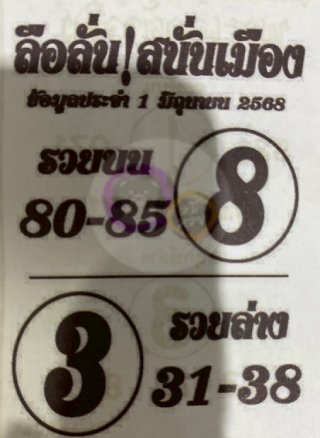 ลือลั่น! สนั่นเมือง
ข้อมูลประจำ 1 มิถุนายน 2568
รวยบน
80-85
8
3
รวยล่าง
31-38